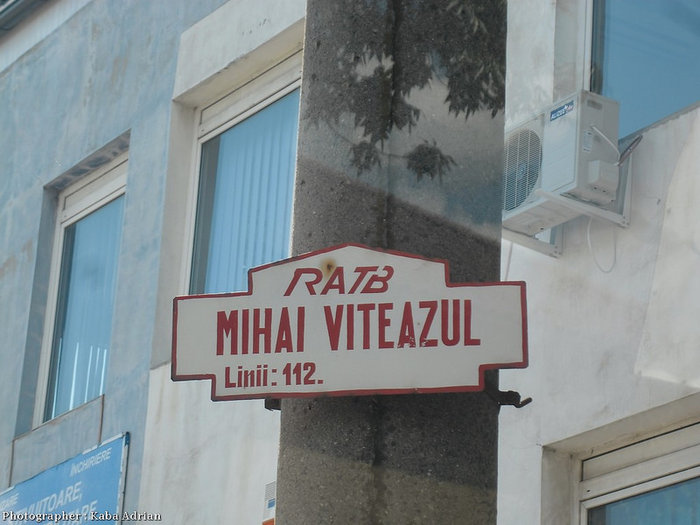 RATB
MIHAI VITEAZUL
Linii: 112.
ÎNCHIRIERE
Photographer : Kaba Adrian